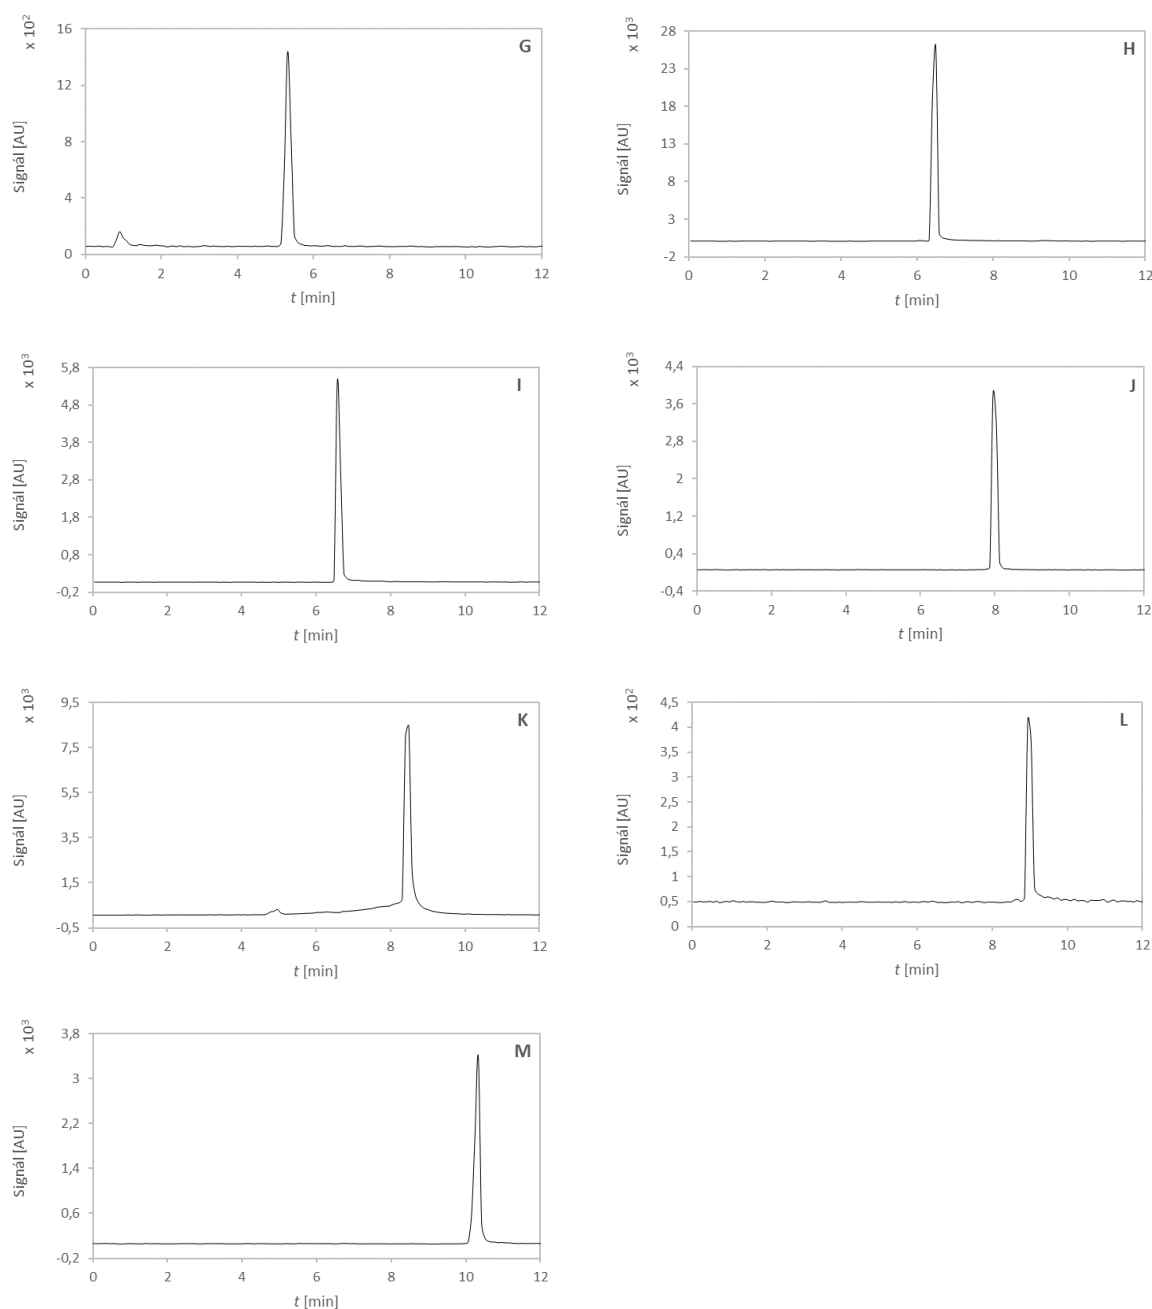 x 10²
16
12
8
4
0
Signál [AU]
G
0 2 4 6 8 10 12
t [min]
x 10³
28
23
18
13
8
3
-2
Signál [AU]
H
0 2 4 6 8 10 12
t [min]
x 10³
5,8
4,8
3,8
2,8
1,8
0,8
-0,2
Signál [AU]
I
0 2 4 6 8 10 12
t [min]
x 10³
4,4
3,6
2,8
2
1,2
0,4
-0,4
Signál [AU]
J
0 2 4 6 8 10 12
t [min]
x 10³
9,5
7,5
5,5
3,5
1,5
-0,5
Signál [AU]
K
0 2 4 6 8 10 12
t [min]
x 10²
4,5
4
3,5
3
2,5
2
1,5
1
0,5
0
Signál [AU]
L
0 2 4 6 8 10 12
t [min]
x 10³
3,8
3
2,2
1,4
0,6
-0,2
Signál [AU]
M
0 2 4 6 8 10 12
t [min]